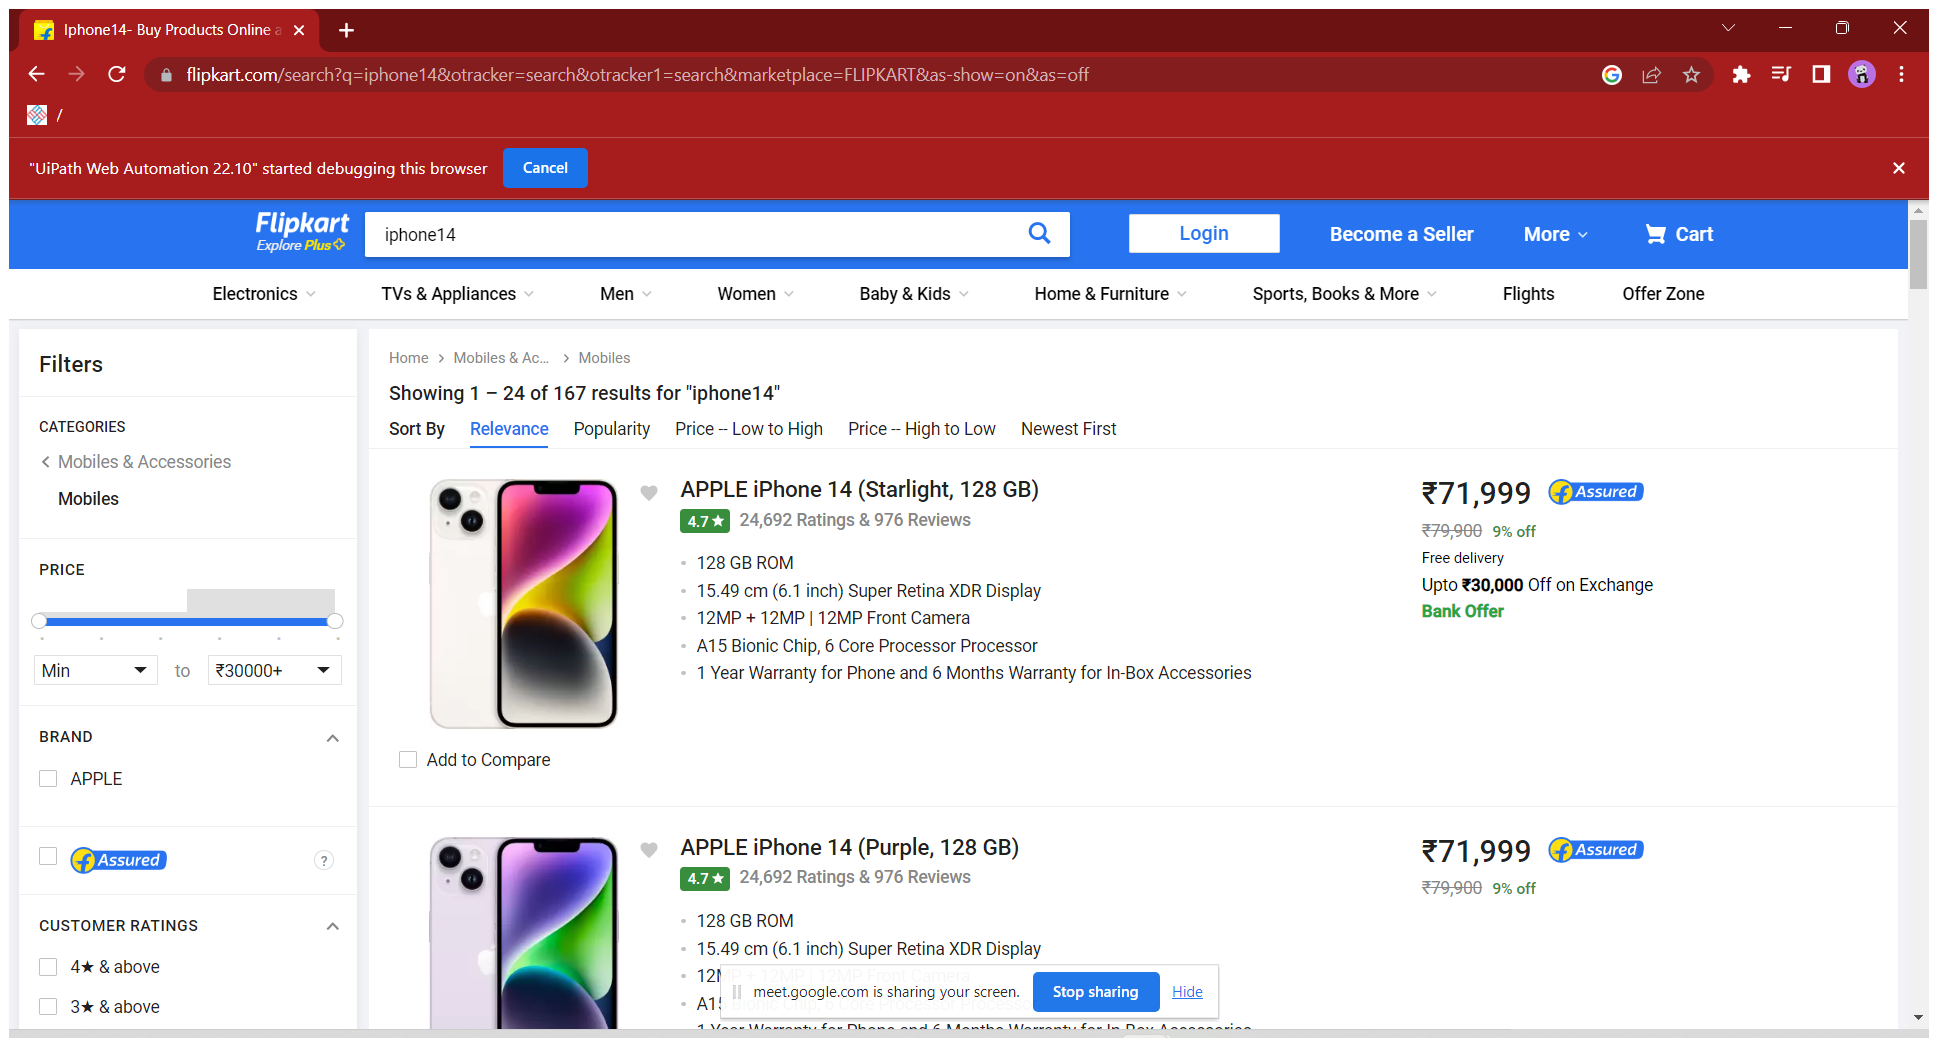 Iphone14- Buy Products Online a
flipkart.com/search?q=iphone14&otracker=search&otracker1=search&marketplace=FLIPKART&as-show=on&as=off
/
"UiPath Web Automation 22.10" started debugging this browser Cancel
Flipkart
Explore Plus
iphone14
Login
Become a Seller
More
Cart
Electronics TVs & Appliances Men Women Baby & Kids Home & Furniture Sports, Books & More Flights Offer Zone
Filters
CATEGORIES
Mobiles & Accessories
Mobiles
PRICE
Min to ₹30000+
BRAND
APPLE
Assured ?
CUSTOMER RATINGS
4★ & above
3★ & above
Home > Mobiles & Ac... > Mobiles
Showing 1 – 24 of 167 results for "iphone14"
Sort By Relevance Popularity Price -- Low to High Price -- High to Low Newest First
APPLE iPhone 14 (Starlight, 128 GB)
4.7★ 24,692 Ratings & 976 Reviews
128 GB ROM
15.49 cm (6.1 inch) Super Retina XDR Display
12MP + 12MP | 12MP Front Camera
A15 Bionic Chip, 6 Core Processor Processor
1 Year Warranty for Phone and 6 Months Warranty for In-Box Accessories
Add to Compare
₹71,999 Assured
₹79,900 9% off
Free delivery
Upto ₹30,000 Off on Exchange
Bank Offer
APPLE iPhone 14 (Purple, 128 GB)
4.7★ 24,692 Ratings & 976 Reviews
128 GB ROM
15.49 cm (6.1 inch) Super Retina XDR Display
12MP + 12MP | 12MP Front Camera
A15
1 Year Warranty for Phone and 6 Months Warranty for In-Box Accessories
₹71,999 Assured
₹79,900 9% off
meet.google.com is sharing your screen. Stop sharing Hide